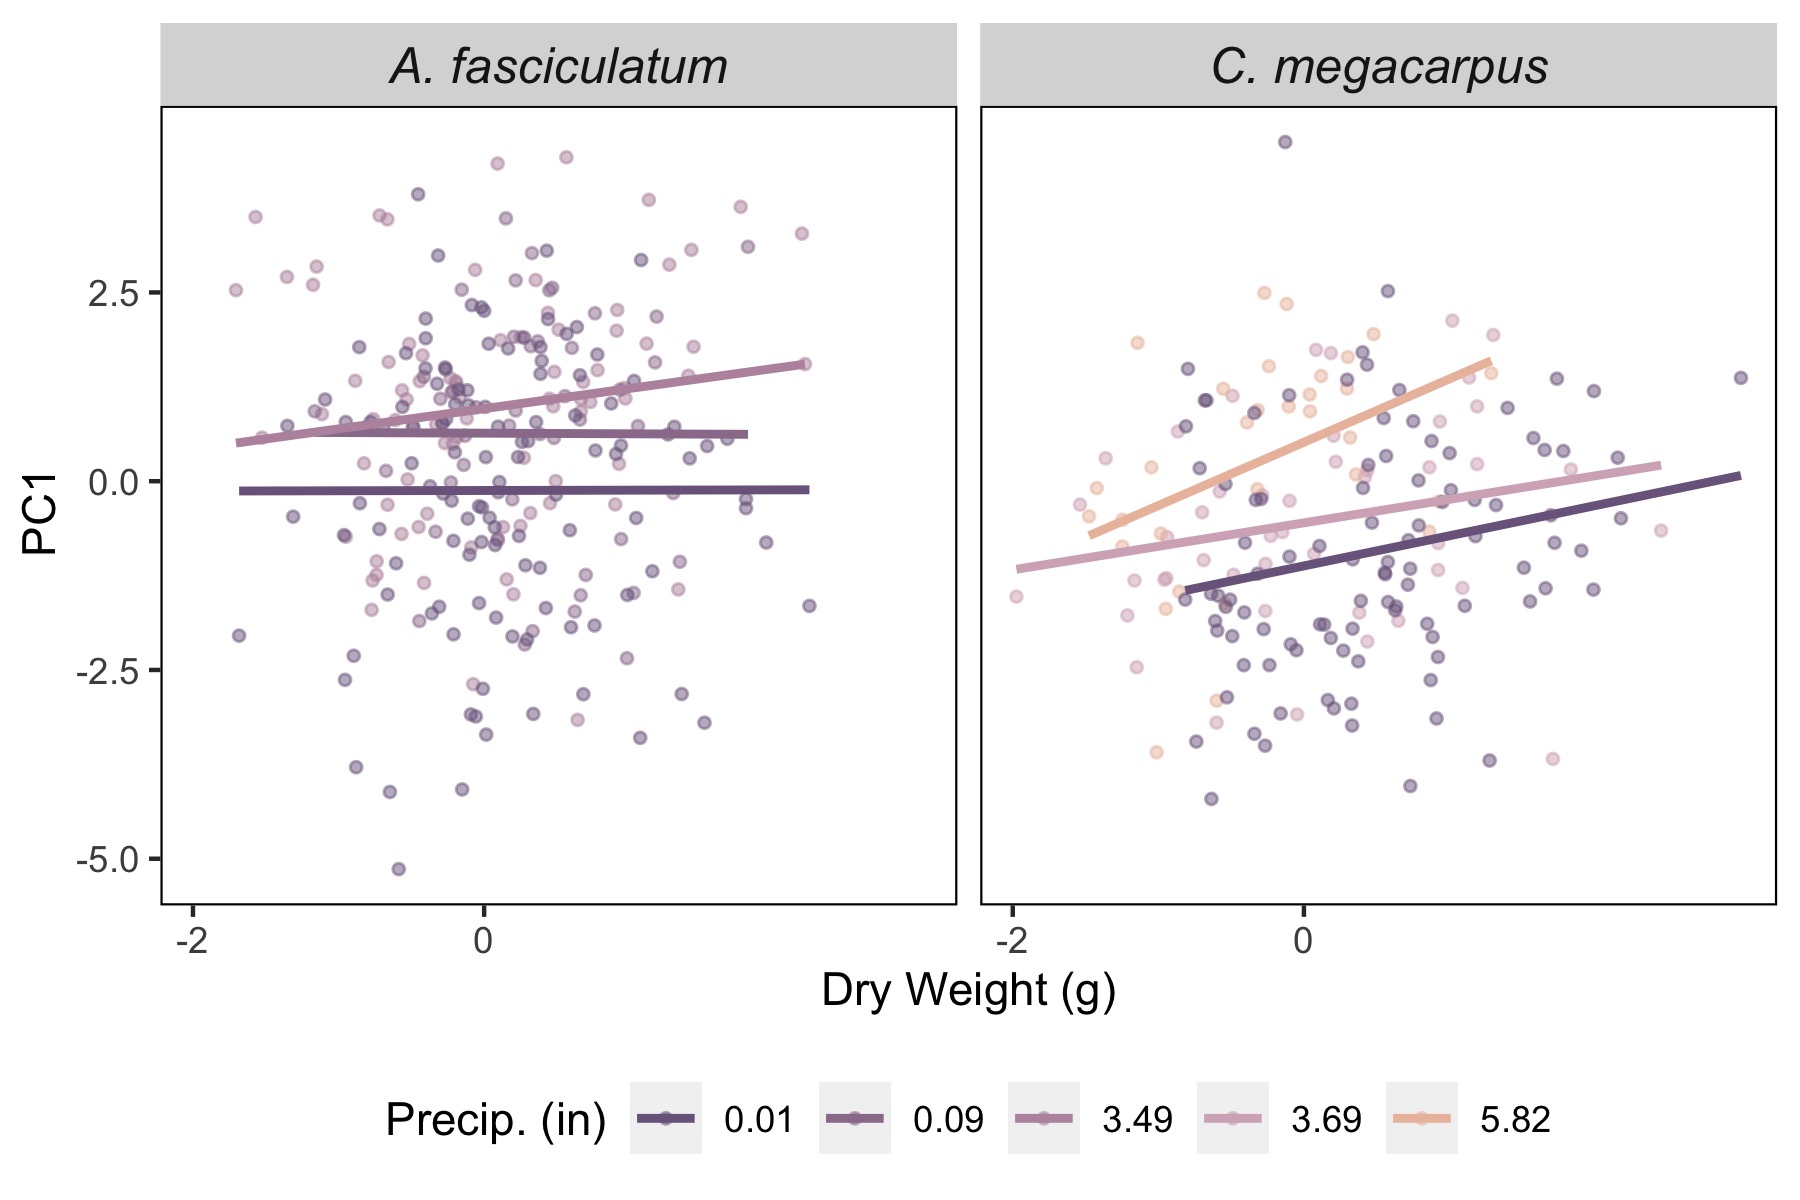 A. fasciculatum
C. megacarpus
PC1
2.5
0.0
-2.5
-5.0
-2 0 -2 0
Dry Weight (g)
Precip. (in) 0.01 0.09 3.49 3.69 5.82